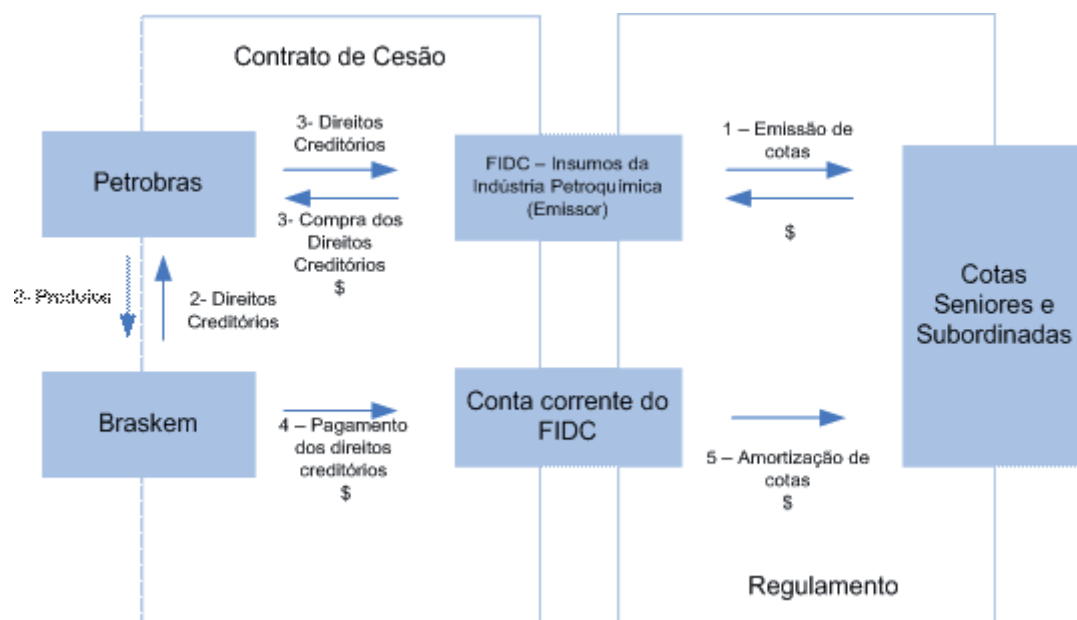 Contrato de Cesão
3- Direitos
Creditórios
1 – Emissão de
cotas
Petrobras
FIDC – Insumos da
Indústria Petroquímica
(Emissor)
3- Compra dos
Direitos
Creditórios
$
$
Cotas
Seniores e
Subordinadas
2- Produtos
2- Direitos
Creditórios
Braskem
4 – Pagamento
dos direitos
creditórios
$
Conta corrente do
FIDC
5 – Amortização de
cotas
$
Regulamento